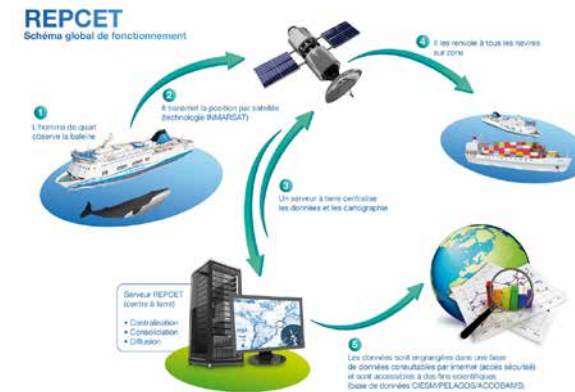 REPCET
Schéma global de fonctionnement
1
L'homme de quart
observe la baleine
2
Il transmet la position par satellite
(technologie INMARSAT)
3
Un serveur à terre centralise
les données et les cartographie
4
Il les renvoie à tous les navires
sur zone
Serveur REPCET
(centre à terre)
• Centralisation
• Consolidation
• Diffusion
5
Les données sont engrangées dans une base
de données consultables par internet (accès sécurisé)
et sont accessibles à des fins scientifiques
(base de données CIESM/PELAGOS/ACCOBAMS)